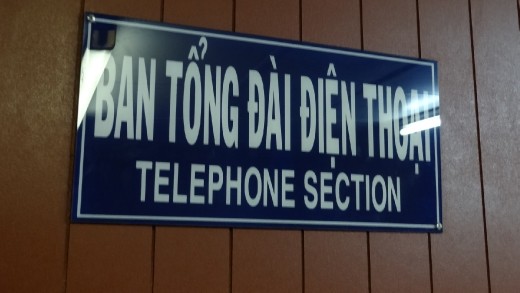 BAN TỔNG ĐÀI ĐIỆN THOẠI
TELEPHONE SECTION